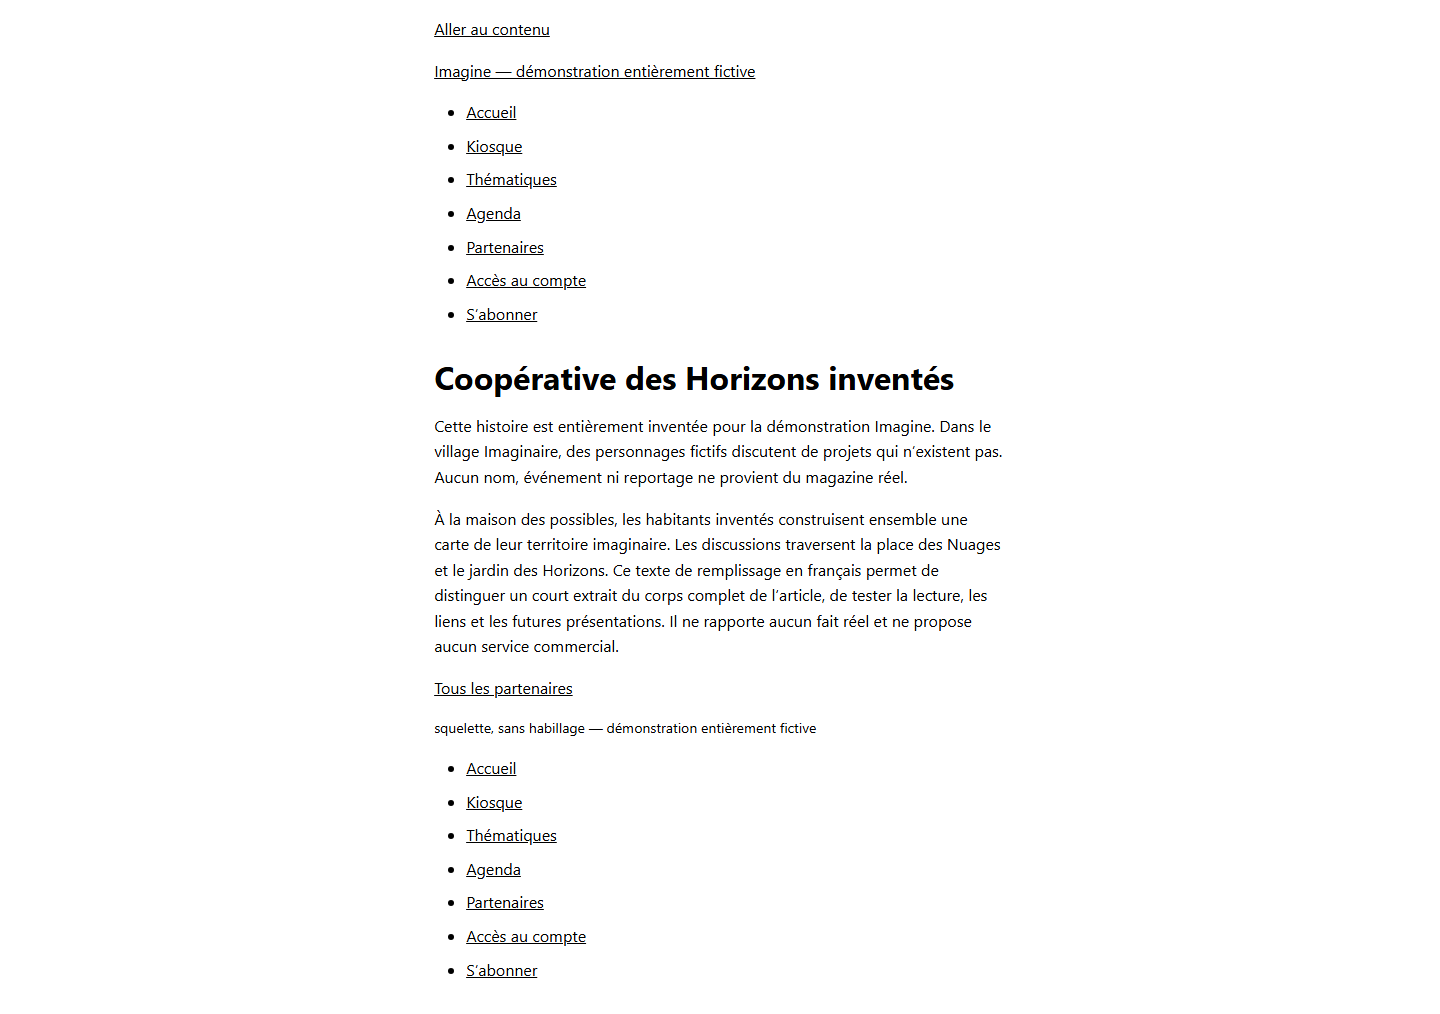 Aller au contenu
Imagine — démonstration entièrement fictive
Accueil
Kiosque
Thématiques
Agenda
Partenaires
Accès au compte
S’abonner
Coopérative des Horizons inventés
Cette histoire est entièrement inventée pour la démonstration Imagine. Dans le
village Imaginaire, des personnages fictifs discutent de projets qui n’existent pas.
Aucun nom, événement ni reportage ne provient du magazine réel.
À la maison des possibles, les habitants inventés construisent ensemble une
carte de leur territoire imaginaire. Les discussions traversent la place des Nuages
et le jardin des Horizons. Ce texte de remplissage en français permet de
distinguer un court extrait du corps complet de l’article, de tester la lecture, les
liens et les futures présentations. Il ne rapporte aucun fait réel et ne propose
aucun service commercial.
Tous les partenaires
squelette, sans habillage — démonstration entièrement fictive
Accueil
Kiosque
Thématiques
Agenda
Partenaires
Accès au compte
S’abonner